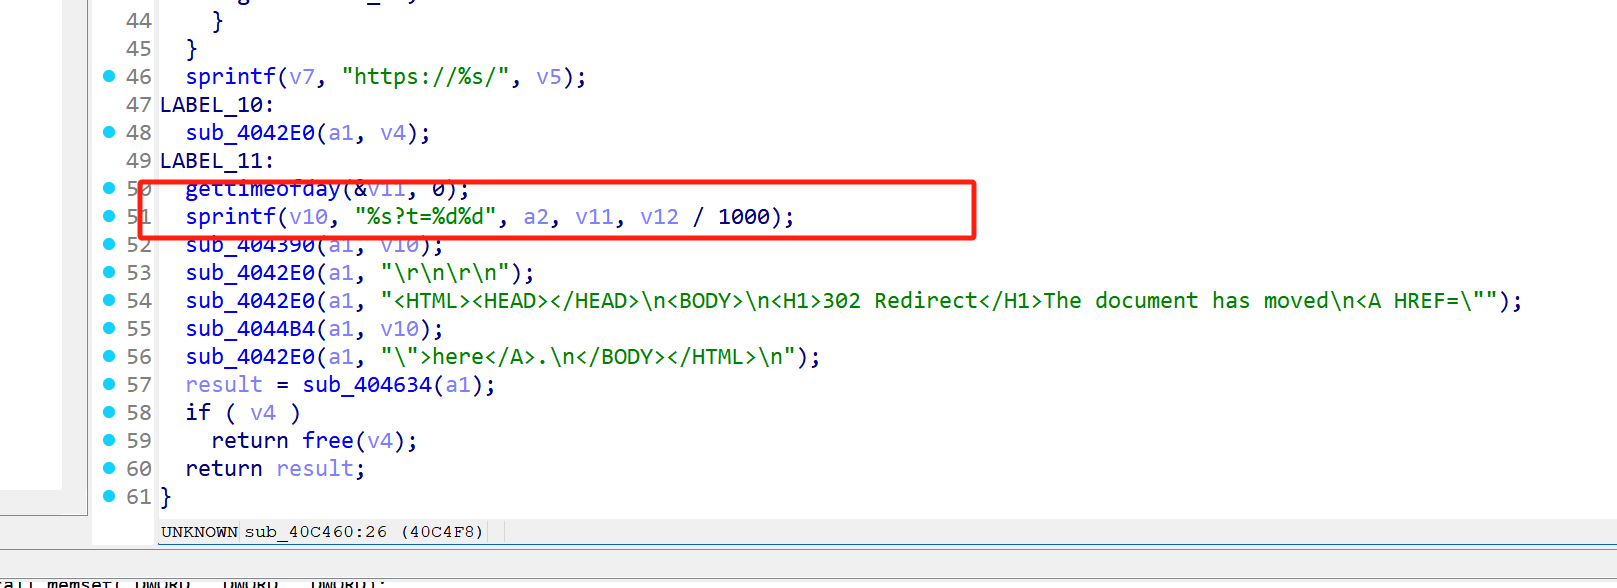 44 }
45 }
46 sprintf(v7, "https://%s/", v5);
47 LABEL_10:
48 sub_4042E0(a1, v4);
49 LABEL_11:
50 gettimeofday(&v11, 0);
51 sprintf(v10, "%s?t=%d%d", a2, v11, v12 / 1000);
52 sub_404390(a1, v10);
53 sub_4042E0(a1, "\r\n\r\n");
54 sub_4042E0(a1, "<HTML><HEAD></HEAD>\n<BODY>\n<H1>302 Redirect</H1>The document has moved\n<A HREF=\"");
55 sub_4044B4(a1, v10);
56 sub_4042E0(a1, "\">here</A>.\n</BODY></HTML>\n");
57 result = sub_404634(a1);
58 if ( v4 )
59 return free(v4);
60 return result;
61 }
UNKNOWN sub_40C460:26 (40C4F8)
memset(_DWORD, _DWORD, _DWORD);